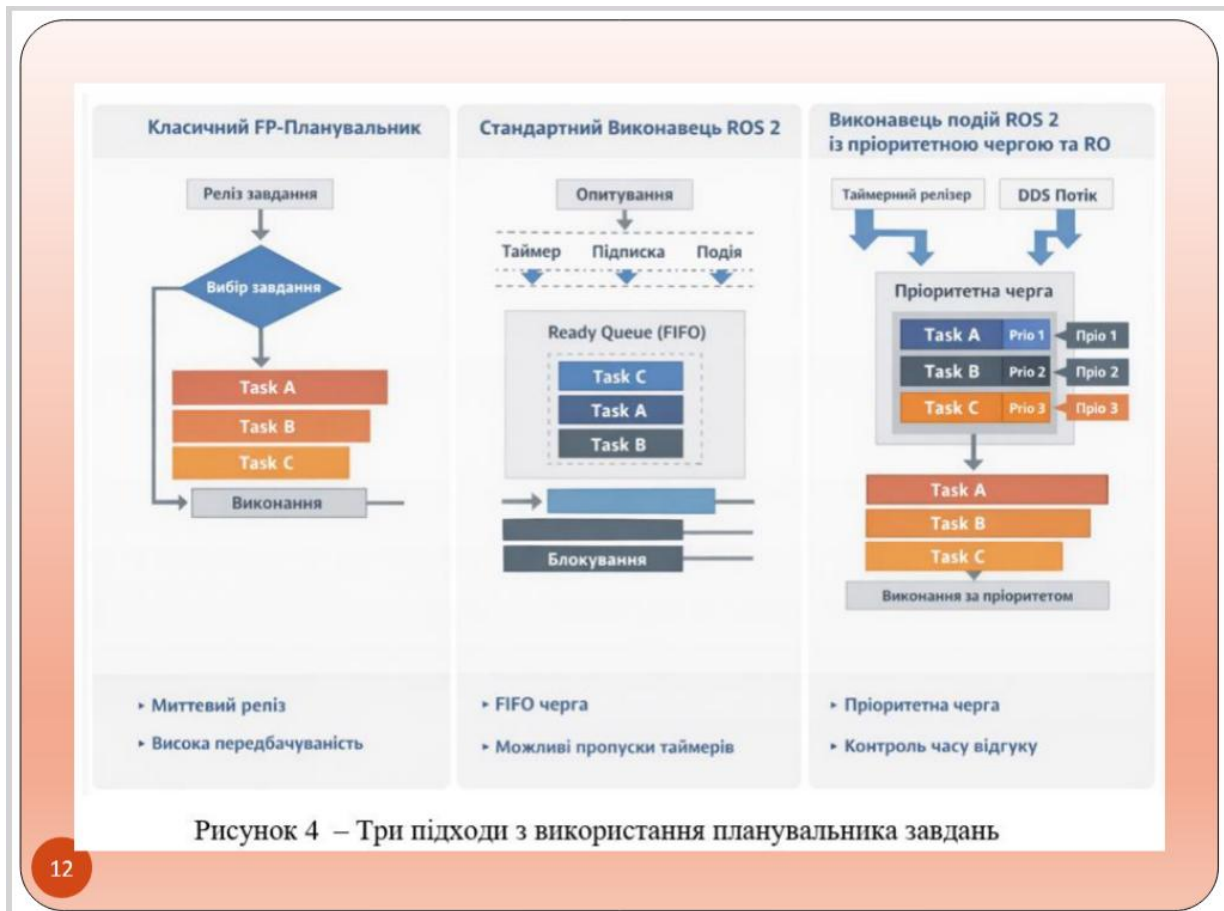 Класичний FP-Планувальник
Реліз завдання
Вибір завдання
Task A
Task B
Task C
Виконання
▸ Миттевий реліз
▸ Висока передбачуваність
Стандартний Виконавець ROS 2
Опитування
Таймер Підписка Подія
Ready Queue (FIFO)
Task C
Task A
Task B
Блокування
▸ FIFO черга
▸ Можливі пропуски таймерів
Виконавець подій ROS 2
із пріоритетною чергою та RO
Таймерний релізер DDS Потік
Пріоритетна черга
Task A Prio 1 Пріо 1
Task B Prio 2 Пріо 2
Task C Prio 3 Пріо 3
Task A
Task B
Task C
Виконання за пріоритетом
▸ Пріоритетна черга
▸ Контроль часу відгуку
Рисунок 4 – Три підходи з використання планувальника завдань
12